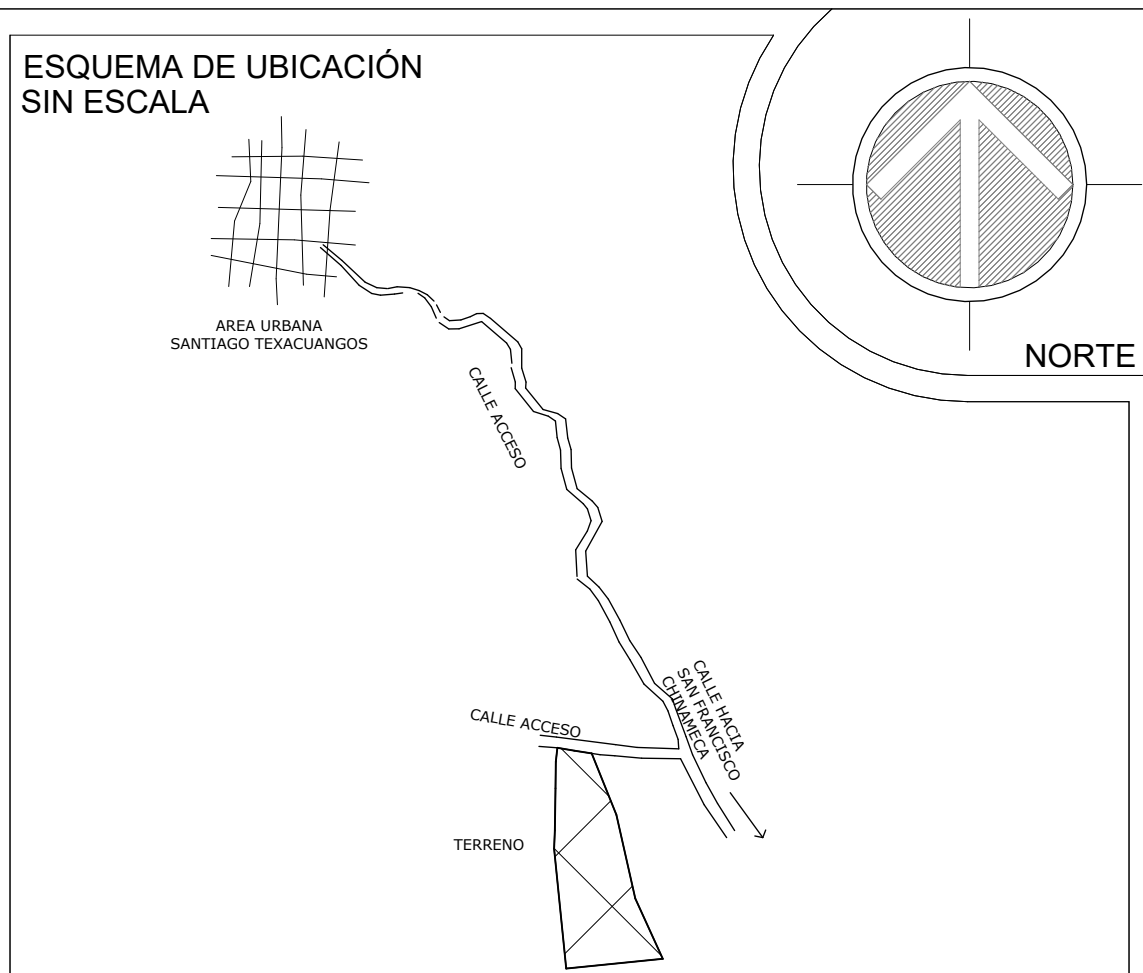 ESQUEMA DE UBICACIÓN
SIN ESCALA
NORTE
AREA URBANA
SANTIAGO TEXACUANGOS
CALLE ACCESO
CALLE HACIA
SAN FRANCISCO
CHINAMECA
CALLE ACCESO
TERRENO